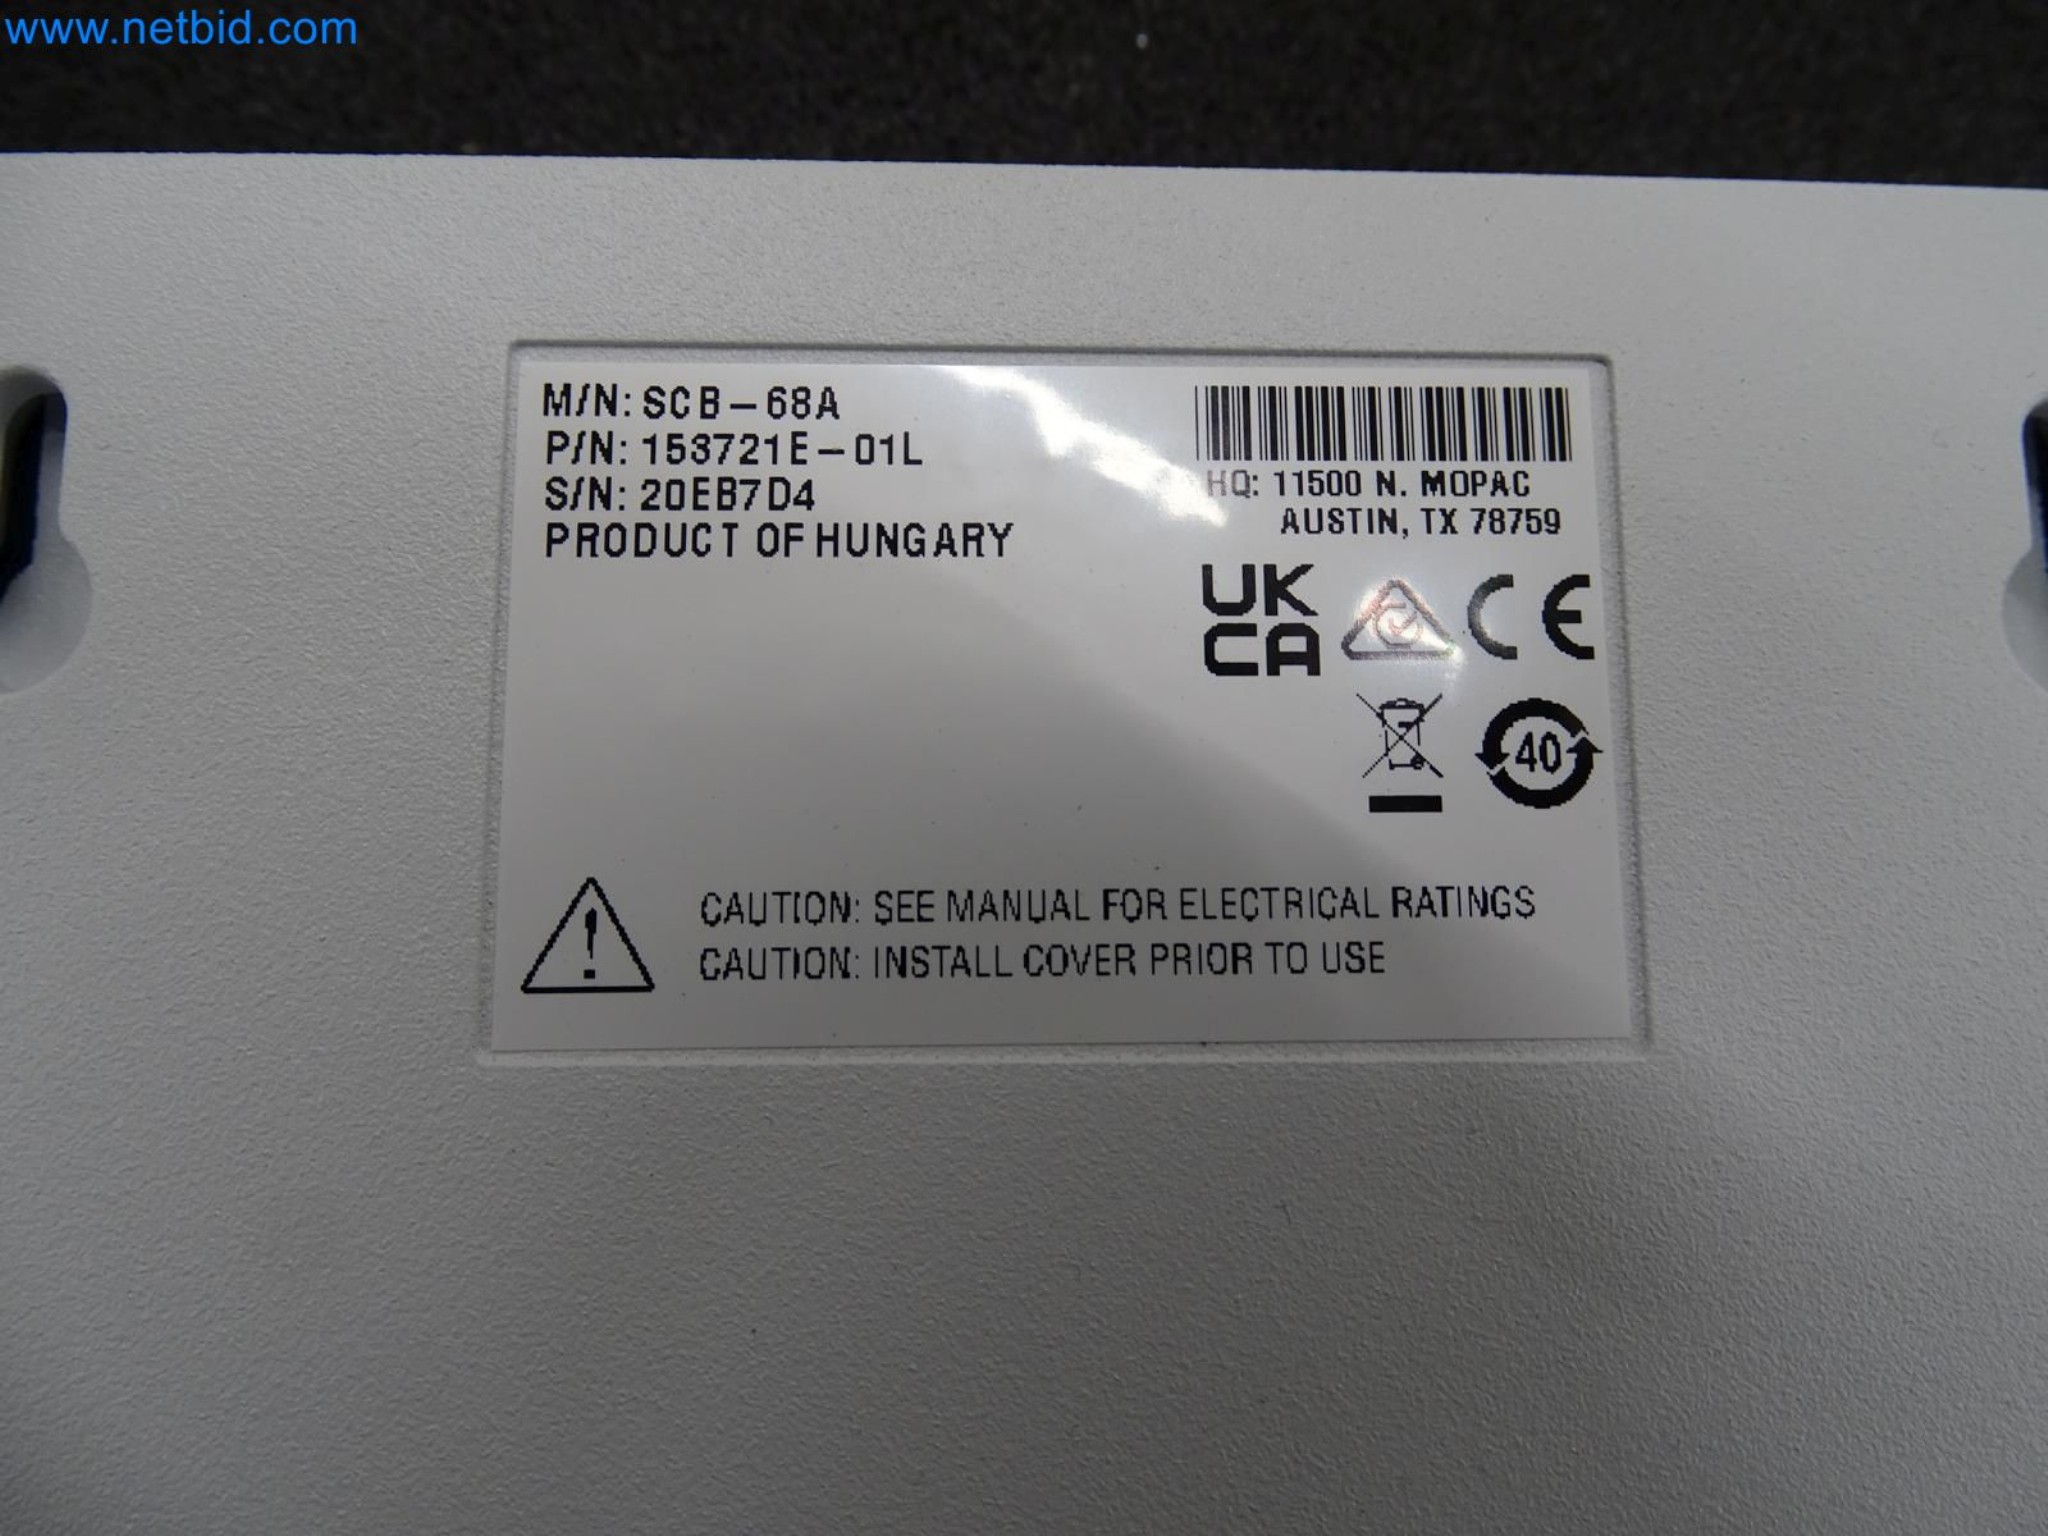 www.netbid.com
M/N: SCB-68A
P/N: 153721E-01L
S/N: 20EB7D4
PRODUCT OF HUNGARY
HQ: 11500 N. MOPAC
AUSTIN, TX 78759
UK
CA
CE
40
CAUTION: SEE MANUAL FOR ELECTRICAL RATINGS
CAUTION: INSTALL COVER PRIOR TO USE